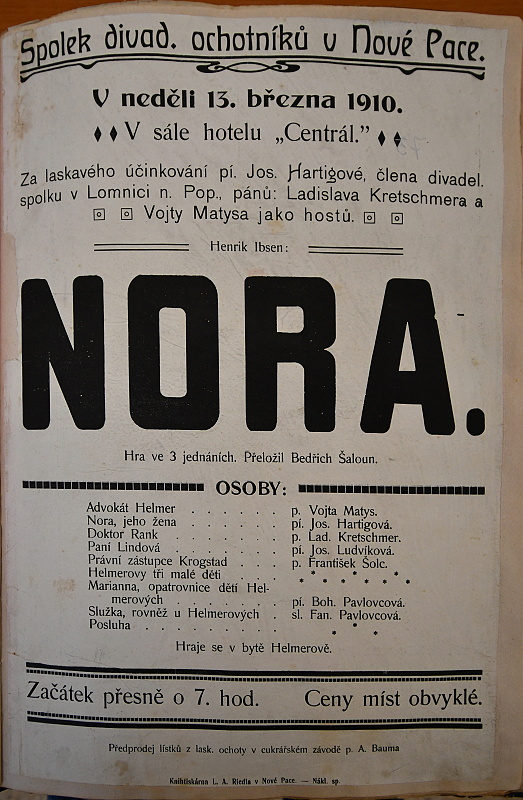 Spolek divad. ochotníků v Nové Pace.
V neděli 13. března 1910.
V sále hotelu „Centrál.”
Za laskavého účinkování pí. Jos. Hartigové, člena divadel.
spolku v Lomnici n. Pop., pánů: Ladislava Kretschmera a
Vojty Matysa jako hostů.
Henrik Ibsen:
NORA.
Hra ve 3 jednáních. Přeložil Bedřich Šaloun.
OSOBY:
Advokát Helmer . . . . . . p. Vojta Matys.
Nora, jeho žena . . . . . . pí. Jos. Hartigová.
Doktor Rank . . . . . . . p. Lad. Kretschmer.
Paní Lindová . . . . . . . pí. Jos. Ludvíková.
Právní zástupce Krogstad . . . . p. František Šolc.
Helmerovy tři malé děti . . . . * * * * * * * * *
Marianna, opatrovnice dětí Hel-
merových . . . . . . . pí. Boh. Pavlovcová.
Služka, rovněž u Helmerových . . sl. Fan. Pavlovcová.
Posluha . . . . . . . . . * * *
Hraje se v bytě Helmerově.
Začátek přesně o 7. hod. Ceny míst obvyklé.
Předprodej lístků z lask. ochoty v cukrářském závodě p. A. Bauma
Knihtiskárna L. A. Riedla v Nové Pace. — Nákl. sp.